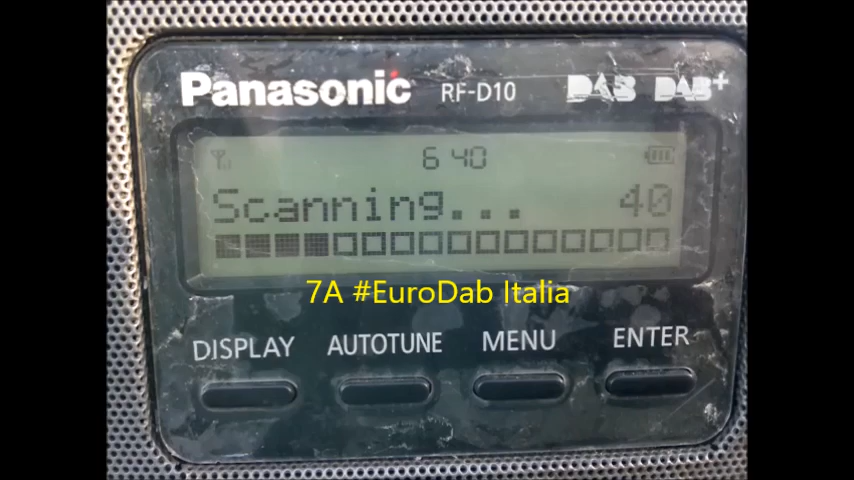 Panasonic RF-D10 DAB DAB+
6 40
Scanning... 40
7A #EuroDab Italia
DISPLAY AUTOTUNE MENU ENTER